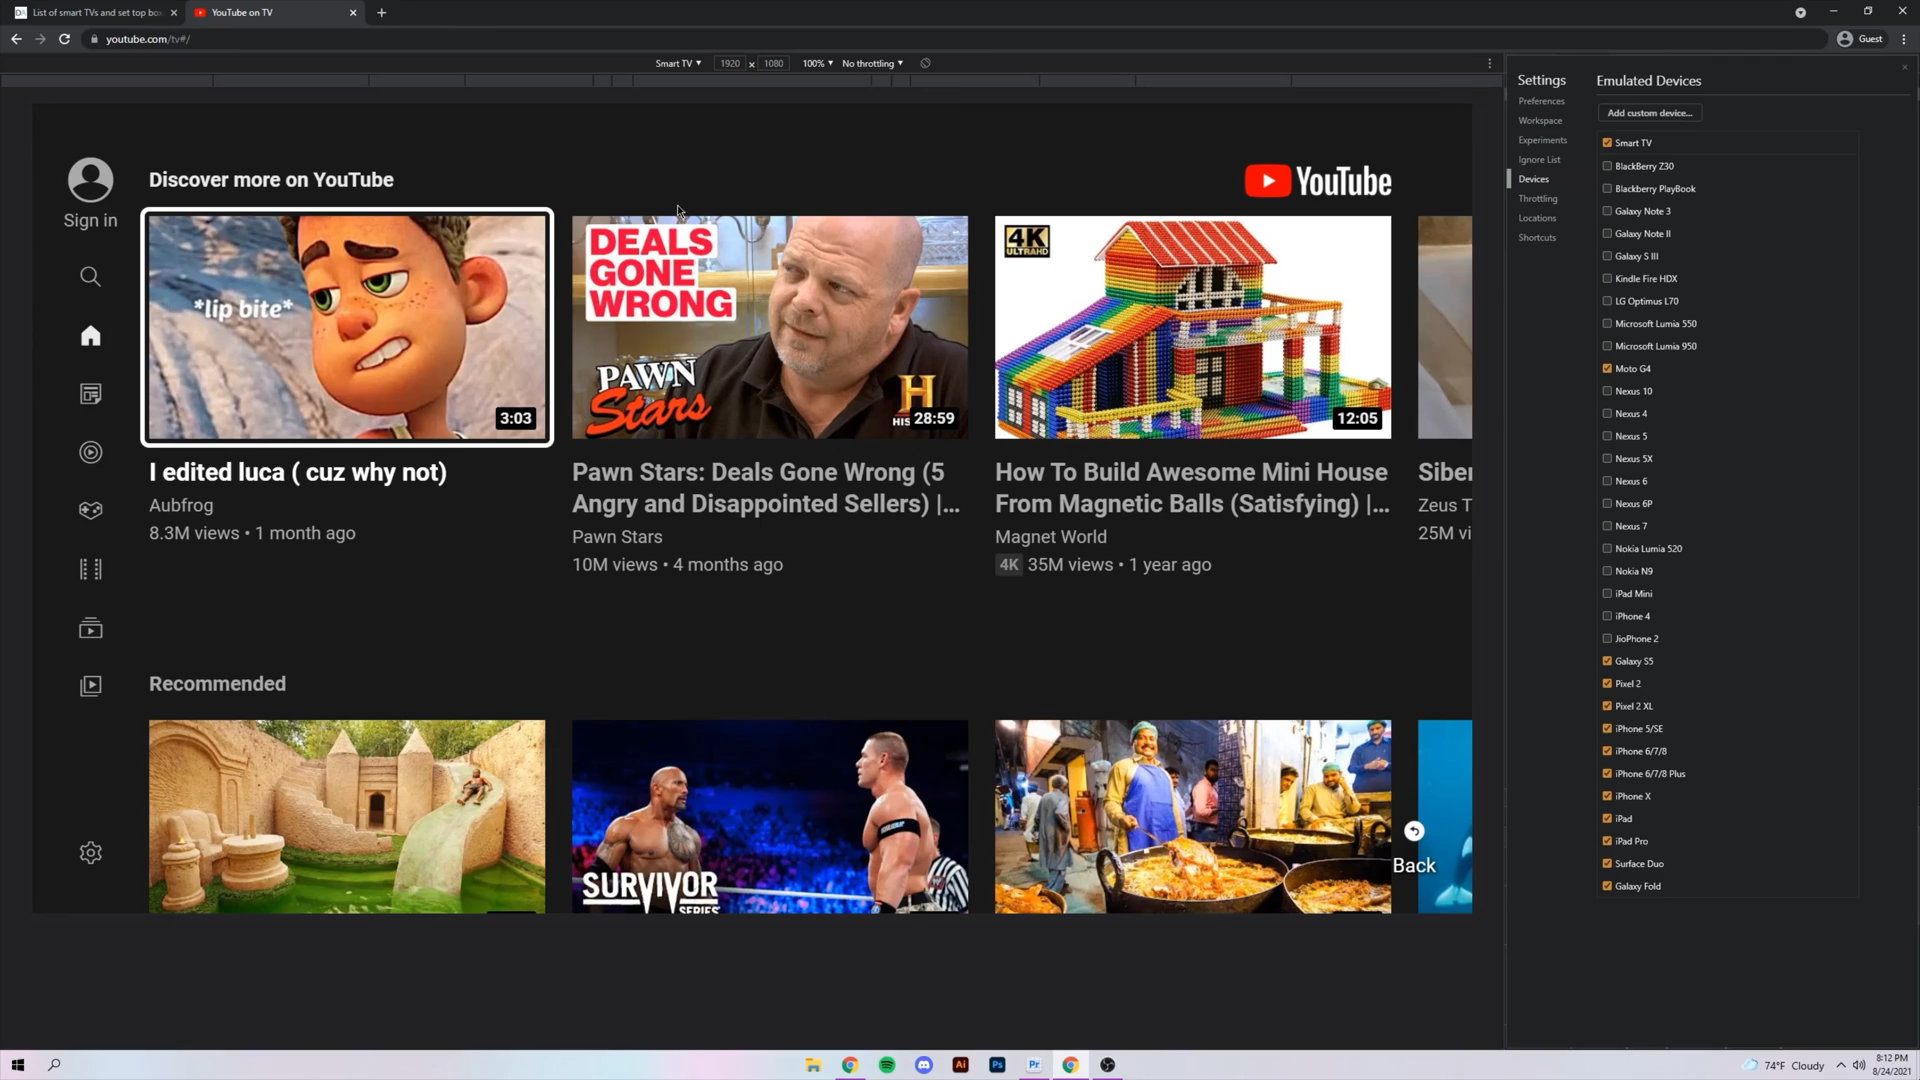 List of smart TVs and set top box
YouTube on TV
youtube.com/tv#/
Guest
Smart TV
1920
x
1080
100%
No throttling
Settings
Preferences
Workspace
Experiments
Ignore List
Devices
Throttling
Locations
Shortcuts
Emulated Devices
Add custom device...
Smart TV
BlackBerry Z30
Blackberry PlayBook
Galaxy Note 3
Galaxy Note II
Galaxy S III
Kindle Fire HDX
LG Optimus L70
Microsoft Lumia 550
Microsoft Lumia 950
Moto G4
Nexus 10
Nexus 4
Nexus 5
Nexus 5X
Nexus 6
Nexus 6P
Nexus 7
Nokia Lumia 520
Nokia N9
iPad Mini
iPhone 4
JioPhone 2
Galaxy S5
Pixel 2
Pixel 2 XL
iPhone 5/SE
iPhone 6/7/8
iPhone 6/7/8 Plus
iPhone X
iPad
iPad Pro
Surface Duo
Galaxy Fold
Sign in
Discover more on YouTube
YouTube
*lip bite*
3:03
I edited luca ( cuz why not)
Aubfrog
8.3M views • 1 month ago
DEALS
GONE
WRONG
PAWN
Stars
H
HIS
28:59
Pawn Stars: Deals Gone Wrong (5
Angry and Disappointed Sellers) |...
Pawn Stars
10M views • 4 months ago
4K
ULTRAHD
12:05
How To Build Awesome Mini House
From Magnetic Balls (Satisfying) |...
Magnet World
4K 35M views • 1 year ago
Siber
Zeus T
25M vi
Recommended
SURVIVOR
SERIES
Back
Ai
Ps
Pr
74°F Cloudy
8:12 PM
8/24/2021